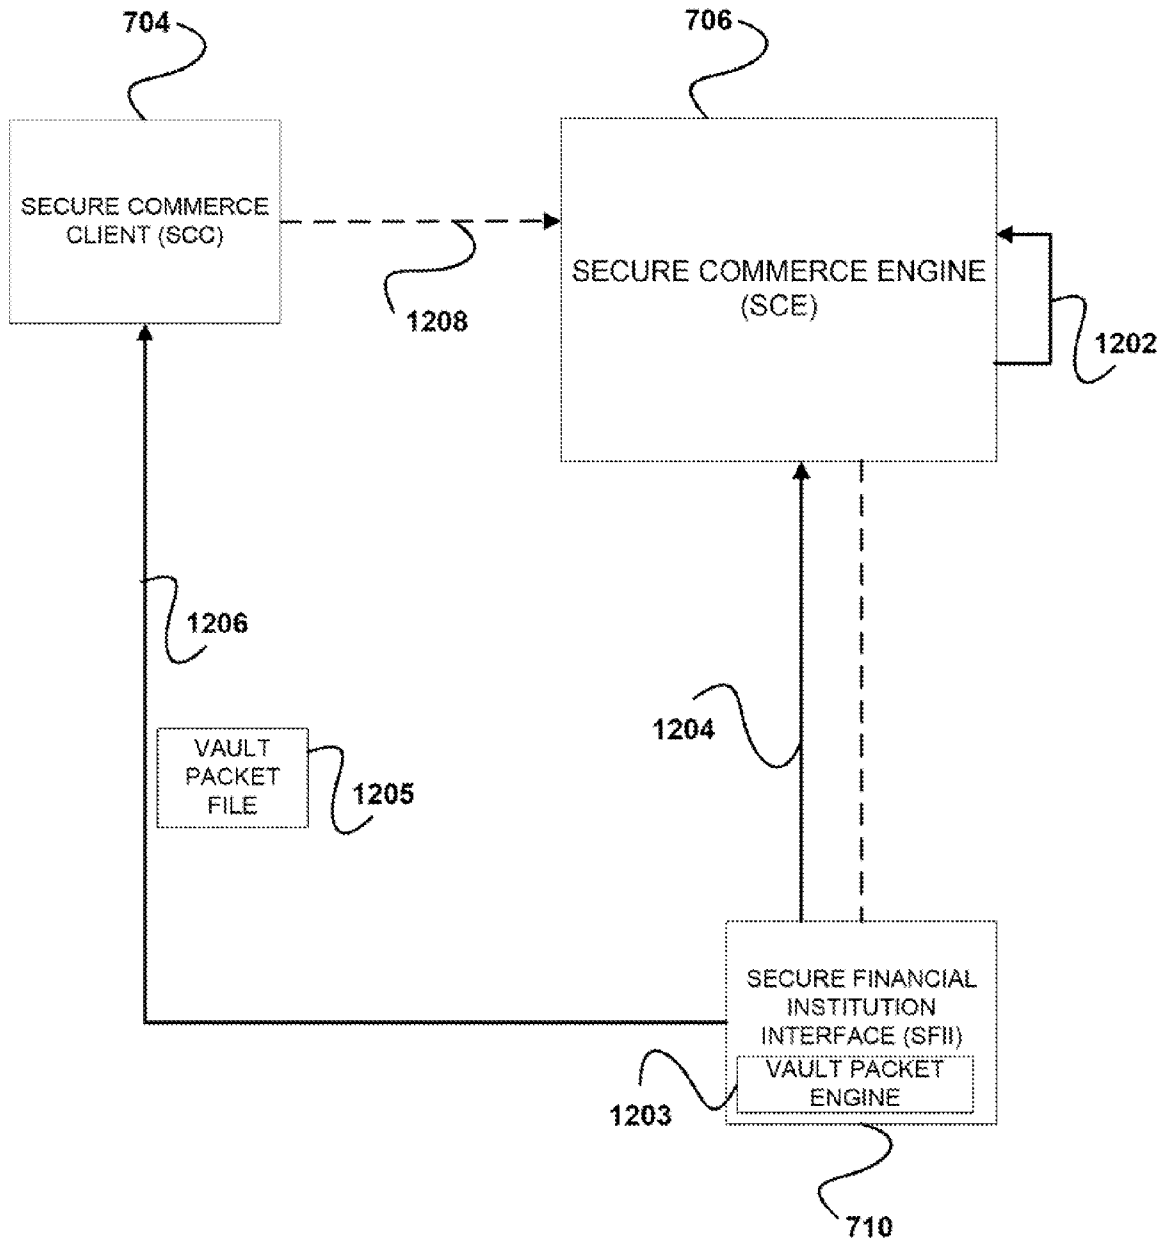 704
706
SECURE COMMERCE
CLIENT (SCC)
SECURE COMMERCE ENGINE
(SCE)
1208
1202
1206
1204
VAULT
PACKET
FILE
1205
SECURE FINANCIAL
INSTITUTION
INTERFACE (SFII)
VAULT PACKET
ENGINE
1203
710